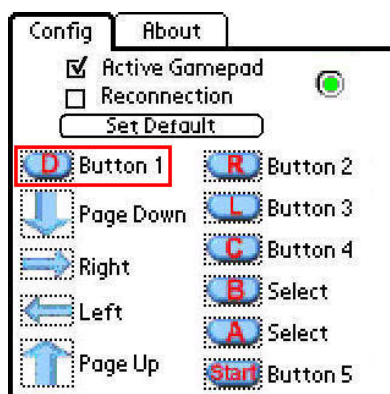 Config About
Active Gamepad
Reconnection
Set Default
D Button 1 R Button 2
Page Down L Button 3
C Button 4
Right
B Select
Left
A Select
Page Up
Start Button 5